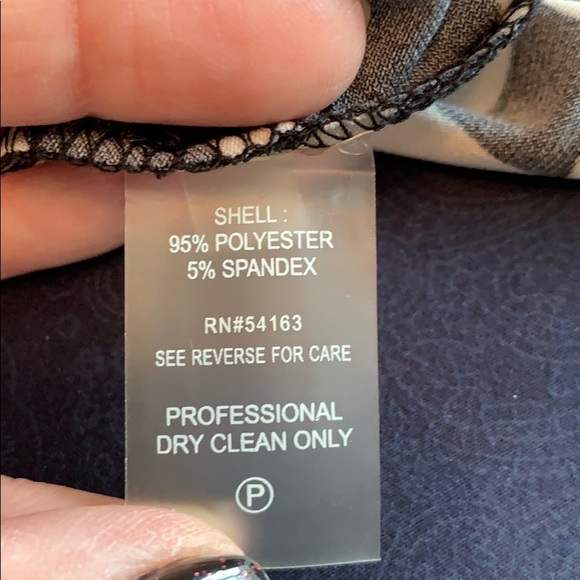 SHELL :
95% POLYESTER
5% SPANDEX
RN#54163
SEE REVERSE FOR CARE
PROFESSIONAL
DRY CLEAN ONLY
P